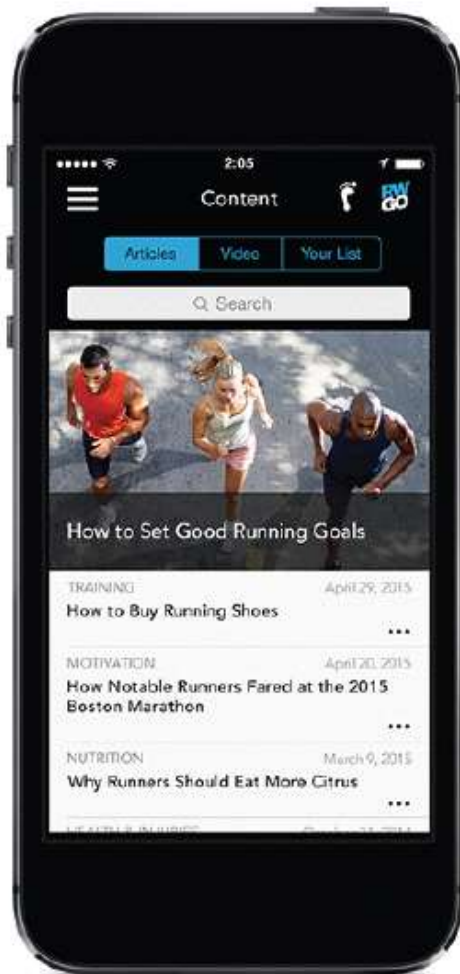 2:05
Content
RW
GO
Articles
Video
Your List
Search
How to Set Good Running Goals
TRAINING
April 29, 2015
How to Buy Running Shoes
MOTIVATION
April 20, 2015
How Notable Runners Fared at the 2015
Boston Marathon
NUTRITION
March 9, 2015
Why Runners Should Eat More Citrus
HEALTH & INJURIES